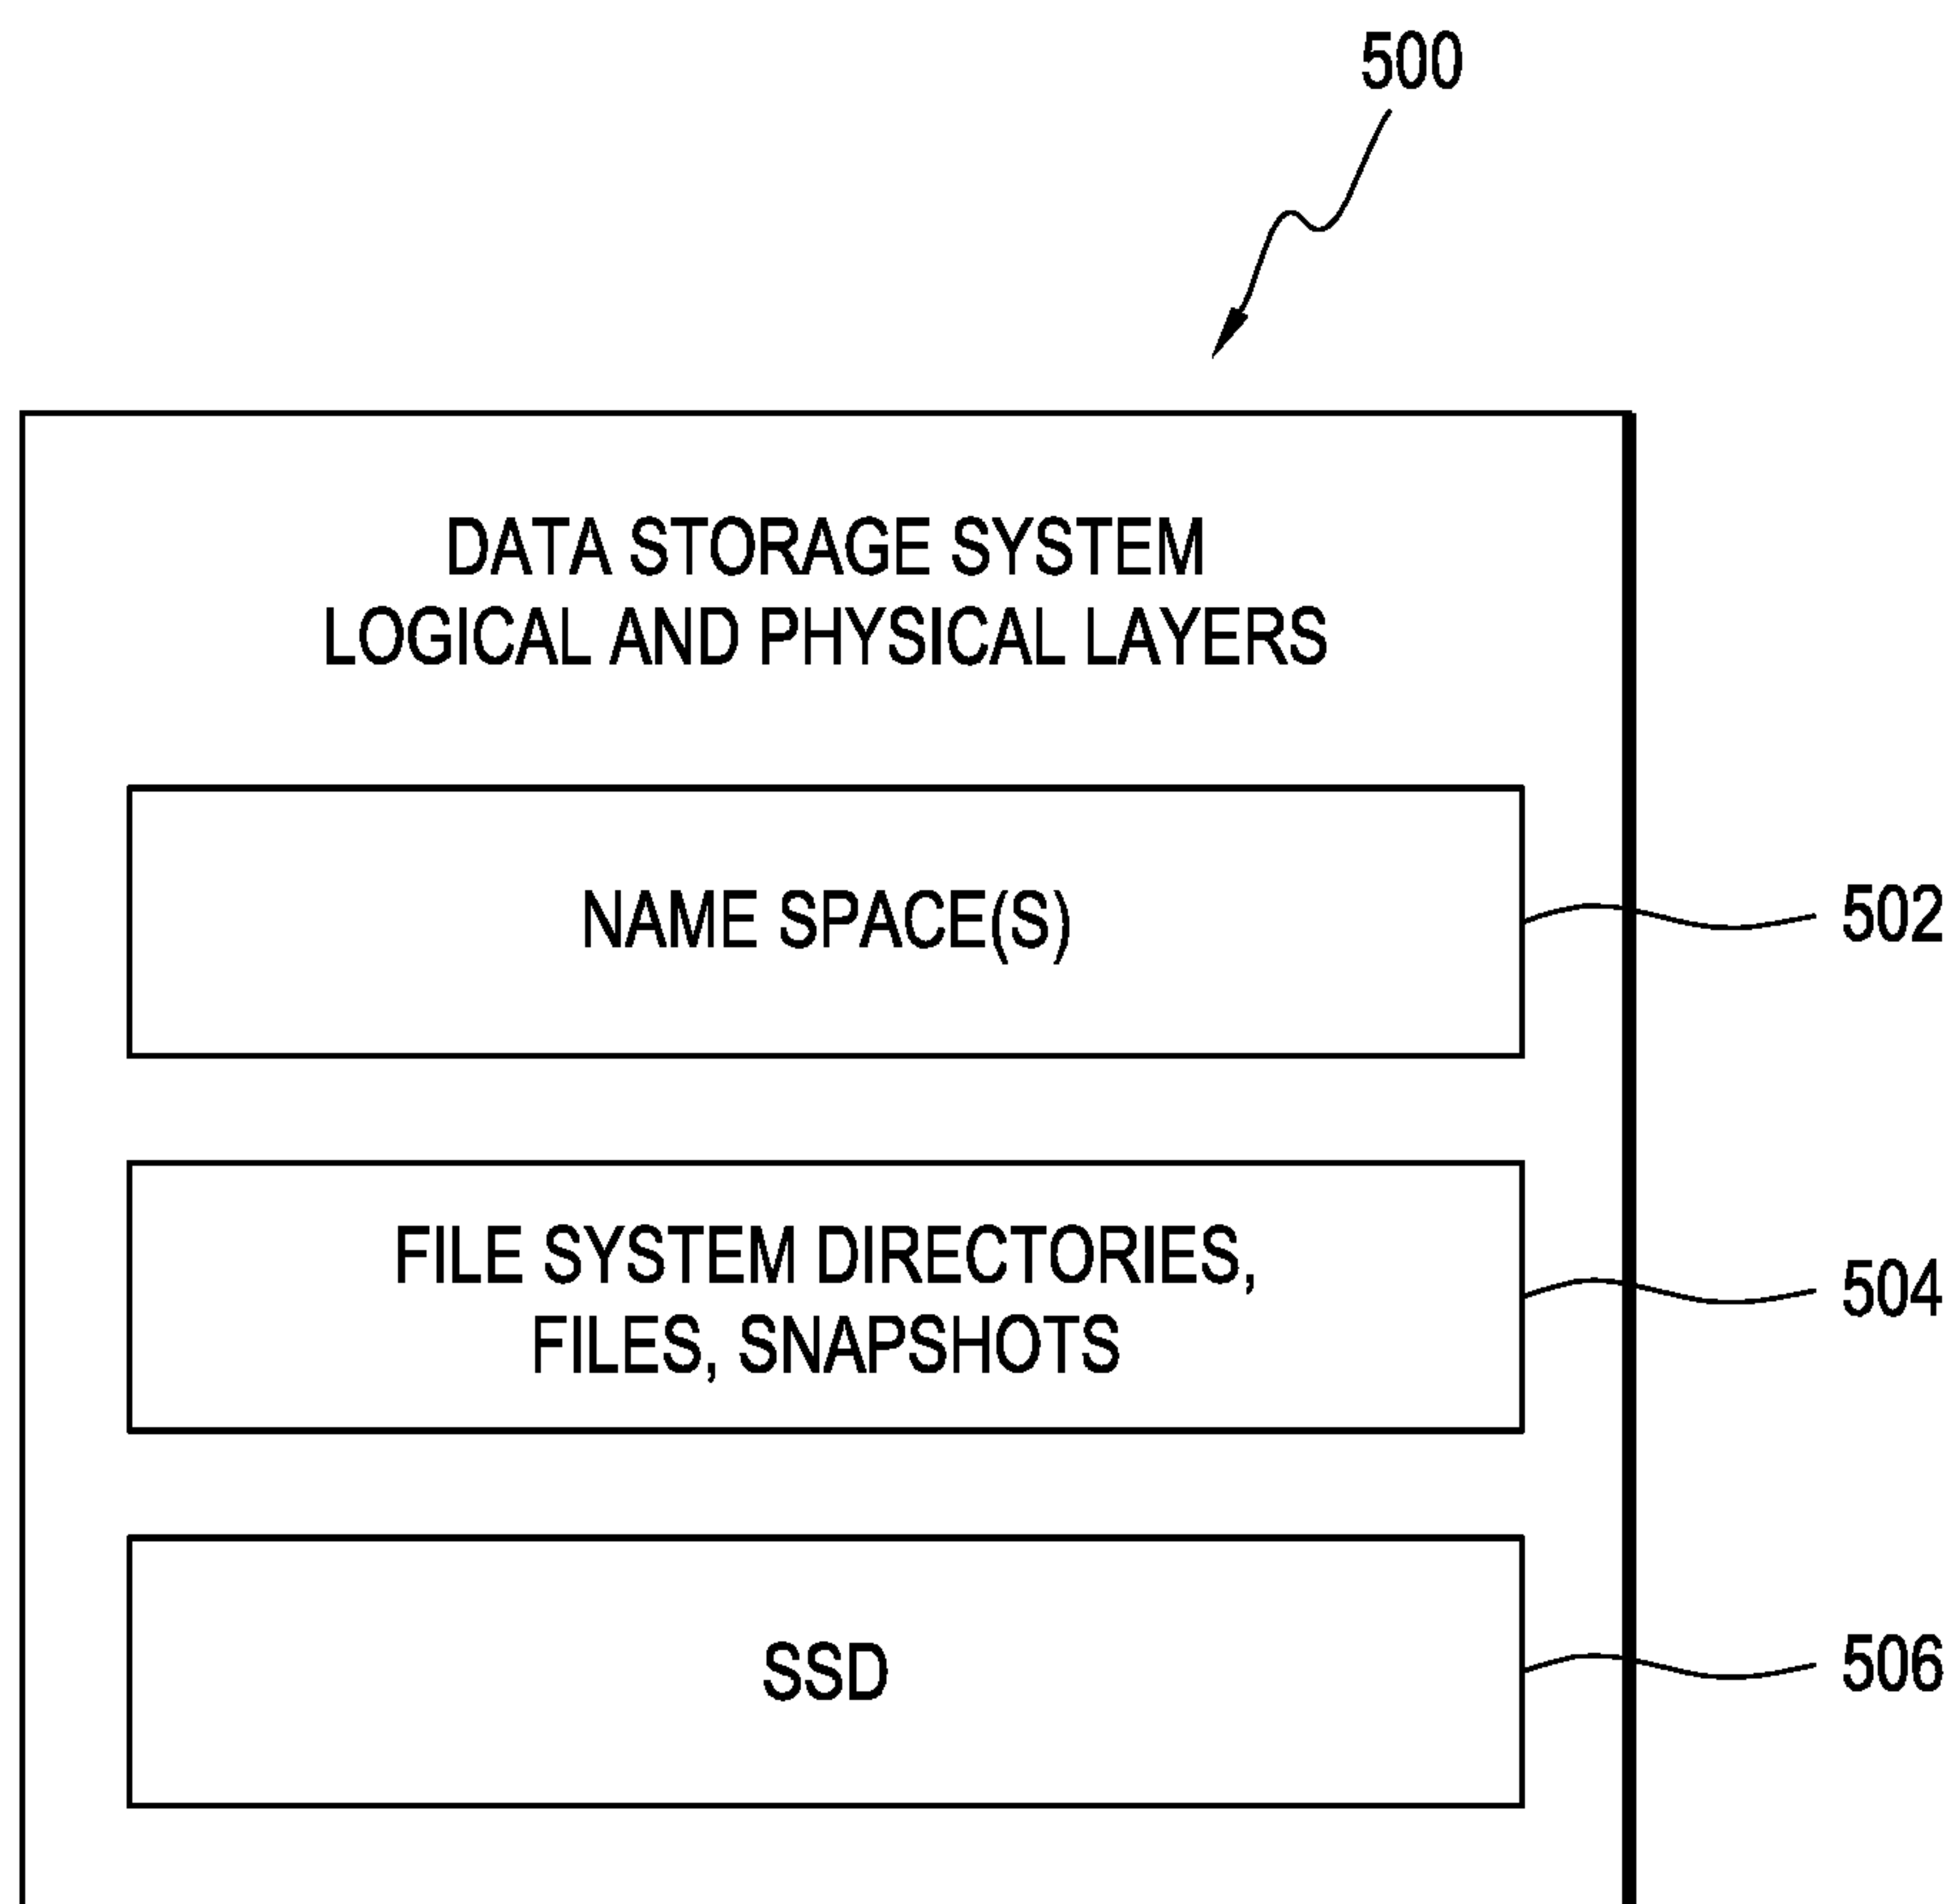 500
DATA STORAGE SYSTEM
LOGICAL AND PHYSICAL LAYERS
NAME SPACE(S)
502
FILE SYSTEM DIRECTORIES,
FILES, SNAPSHOTS
504
SSD
506